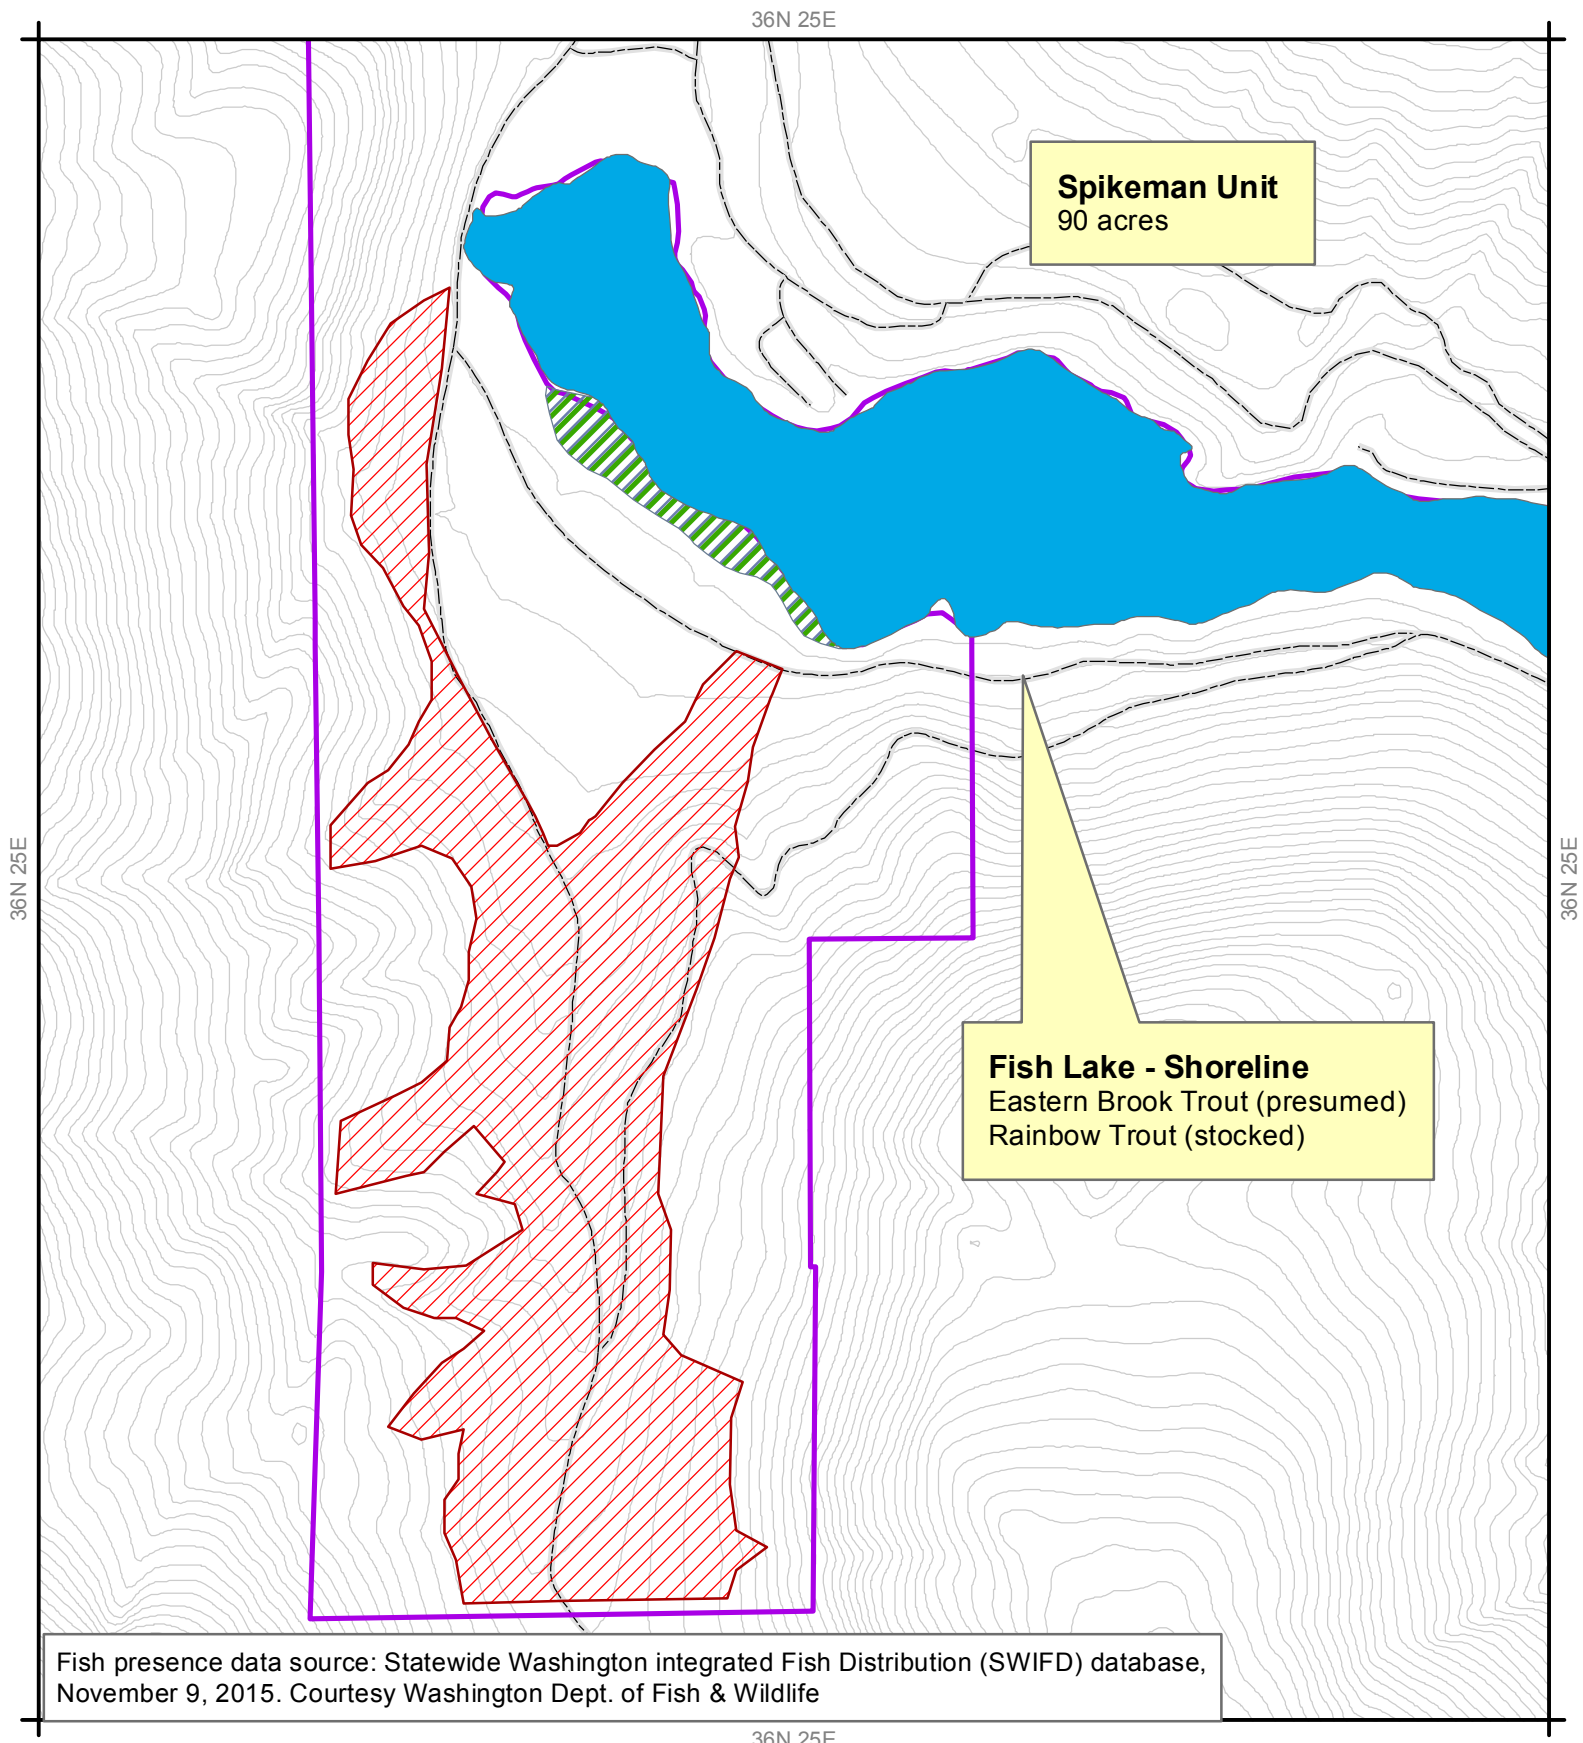 36N 25E
Spikeman Unit
90 acres
36N 25E
36N 25E
Fish Lake - Shoreline
Eastern Brook Trout (presumed)
Rainbow Trout (stocked)
Fish presence data source: Statewide Washington integrated Fish Distribution (SWIFD) database,
November 9, 2015. Courtesy Washington Dept. of Fish & Wildlife
36N 25E